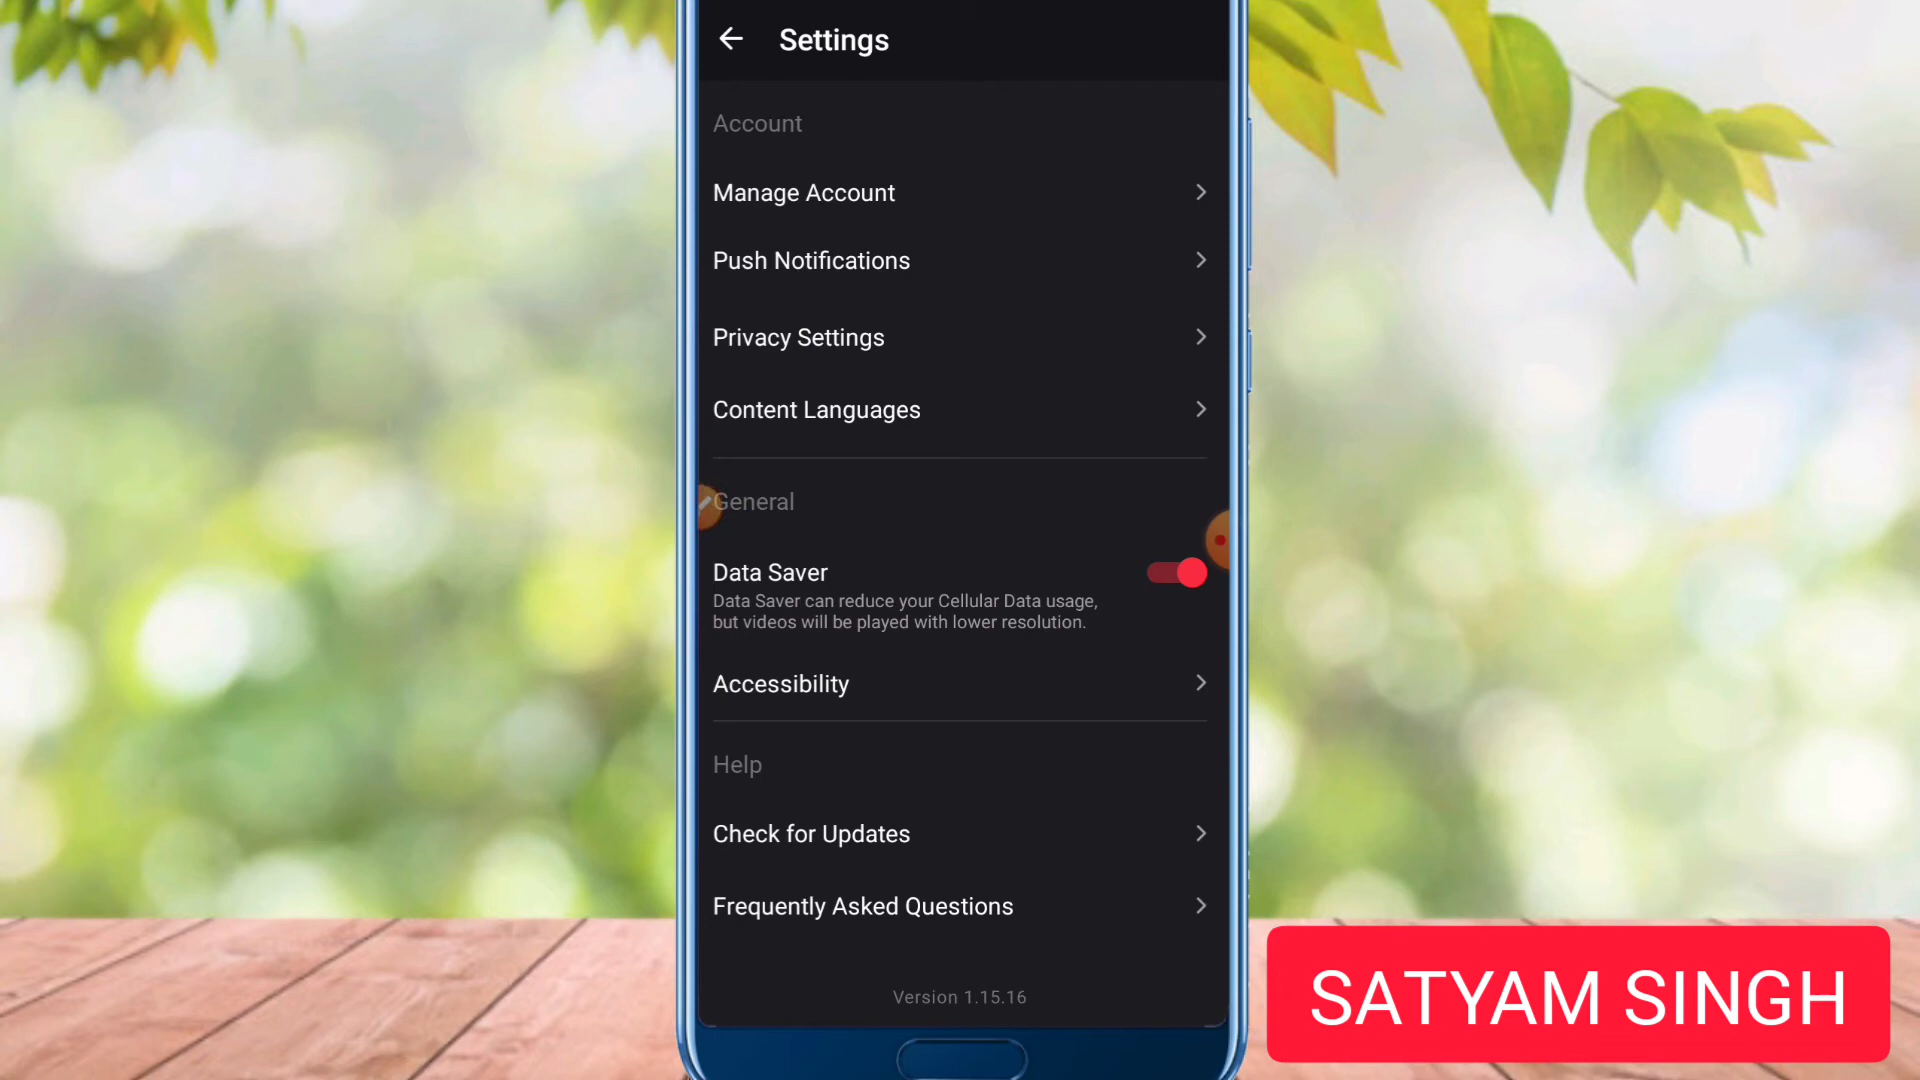 Settings
Account
Manage Account
Push Notifications
Privacy Settings
Content Languages
General
Data Saver
Data Saver can reduce your Cellular Data usage,
but videos will be played with lower resolution.
Accessibility
Help
Check for Updates
Frequently Asked Questions
Version 1.15.16
SATYAM SINGH